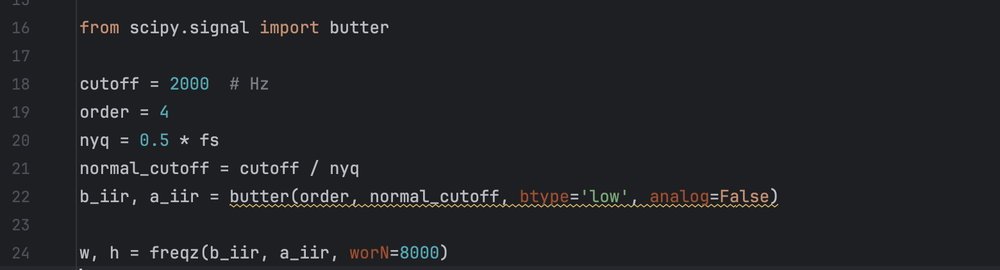 15
16 from scipy.signal import butter
17
18 cutoff = 2000  # Hz
19 order = 4
20 nyq = 0.5 * fs
21 normal_cutoff = cutoff / nyq
22 b_iir, a_iir = butter(order, normal_cutoff, btype='low', analog=False)
23
24 w, h = freqz(b_iir, a_iir, worN=8000)